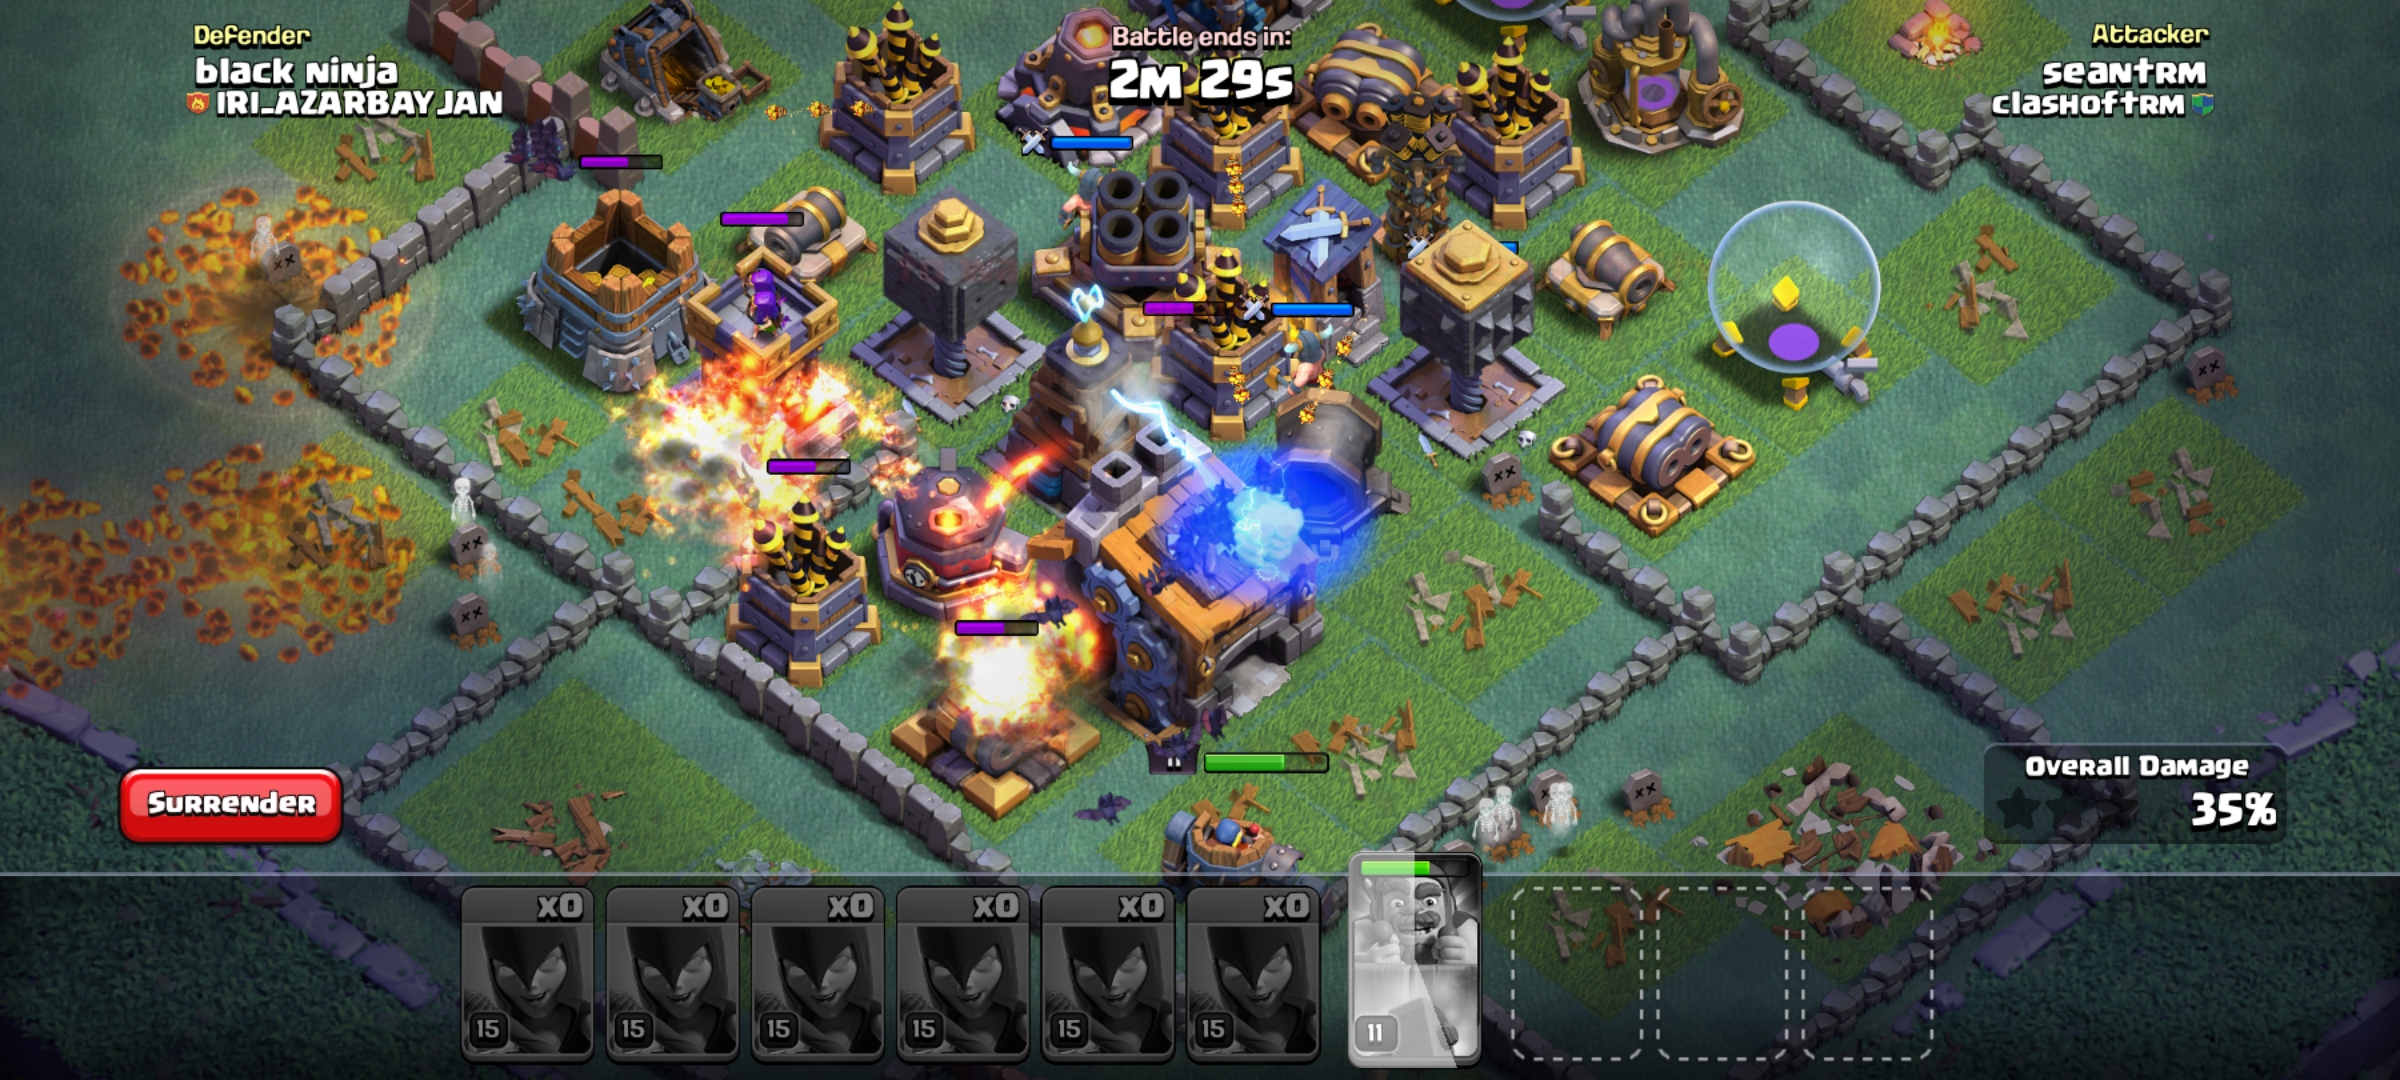 Defender
black ninja
IRI_AZARBAYJAN
Battle ends in:
2M 29s
Attacker
seantRM
clashoftRM
Surrender
Overall Damage
35%
x0 x0 x0 x0 x0 x0
15 15 15 15 15 15 11